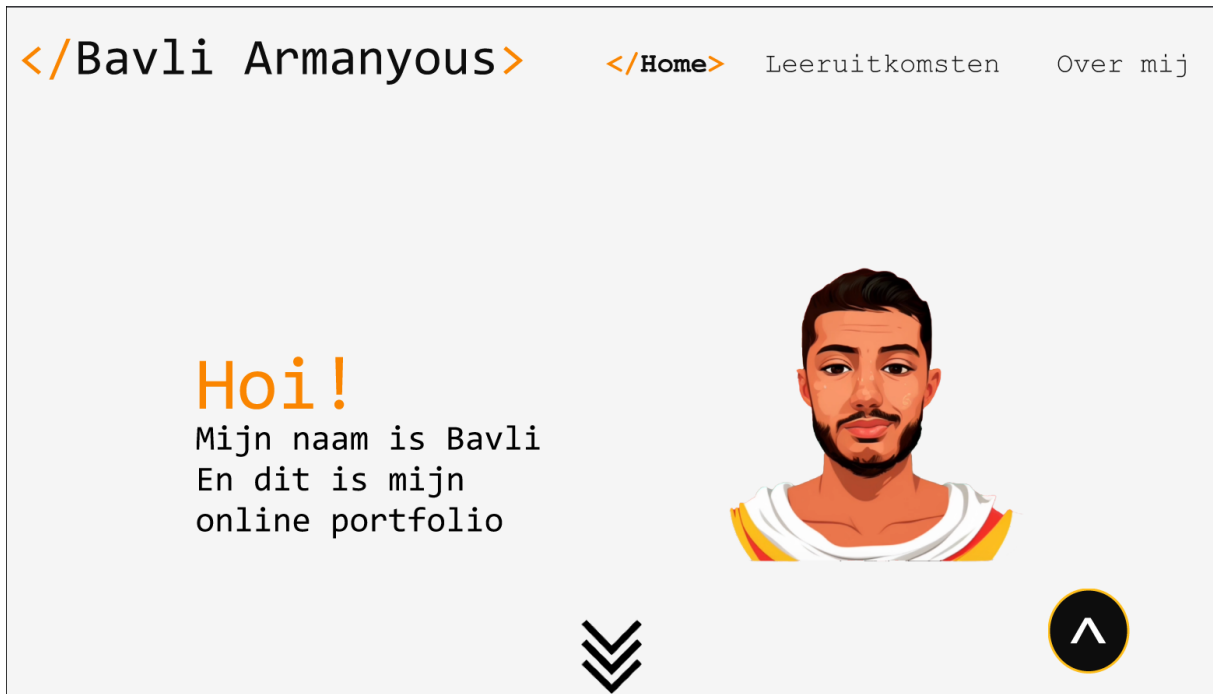 </Bavli Armanyous>
</Home> Leeruitkomsten Over mij
Hoi!
Mijn naam is Bavli
En dit is mijn
online portfolio